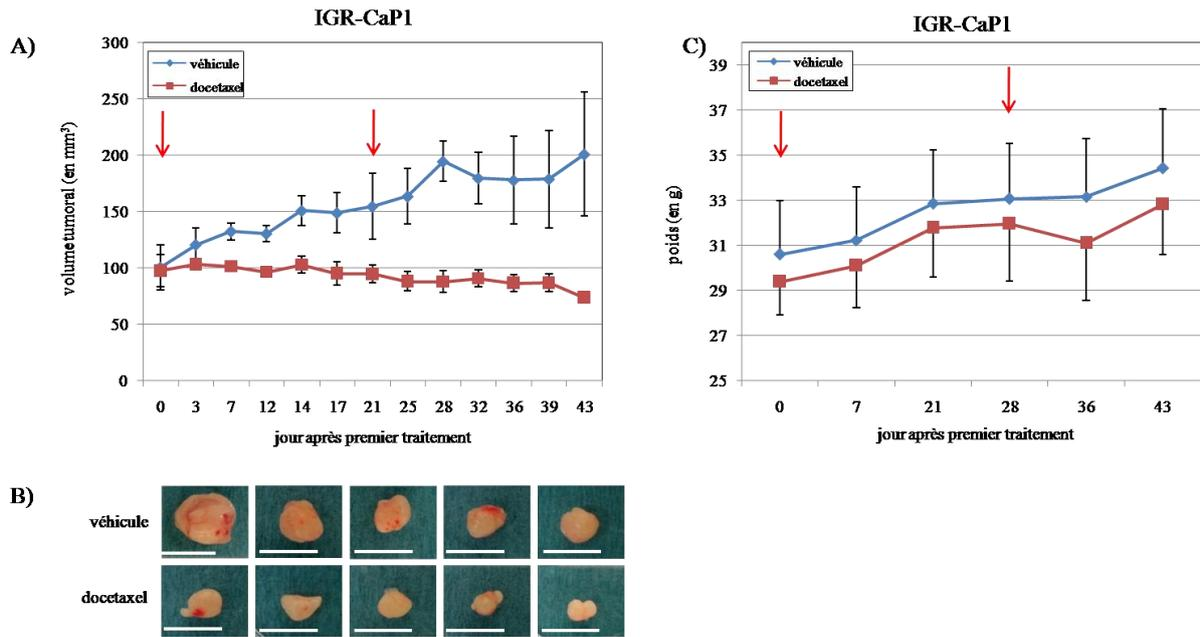 A)
IGR-CaP1
300
250
200
150
100
50
0
volume tumoral (en mm³)
véhicule
docetaxel
0 3 7 12 14 17 21 25 28 32 36 39 43
jour après premier traitement
C)
IGR-CaP1
39
37
35
33
31
29
27
25
poids (en g)
véhicule
docetaxel
0 7 21 28 36 43
jour après premier traitement
B)
véhicule
docetaxel